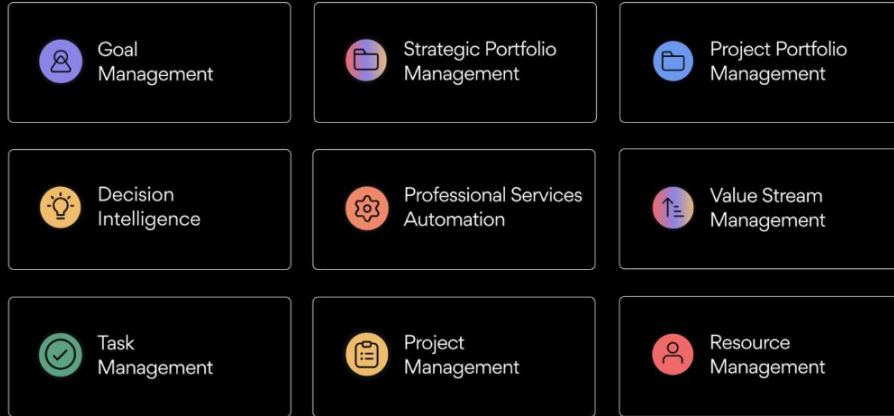 Goal
Management
Strategic Portfolio
Management
Project Portfolio
Management
Decision
Intelligence
Professional Services
Automation
Value Stream
Management
Task
Management
Project
Management
Resource
Management